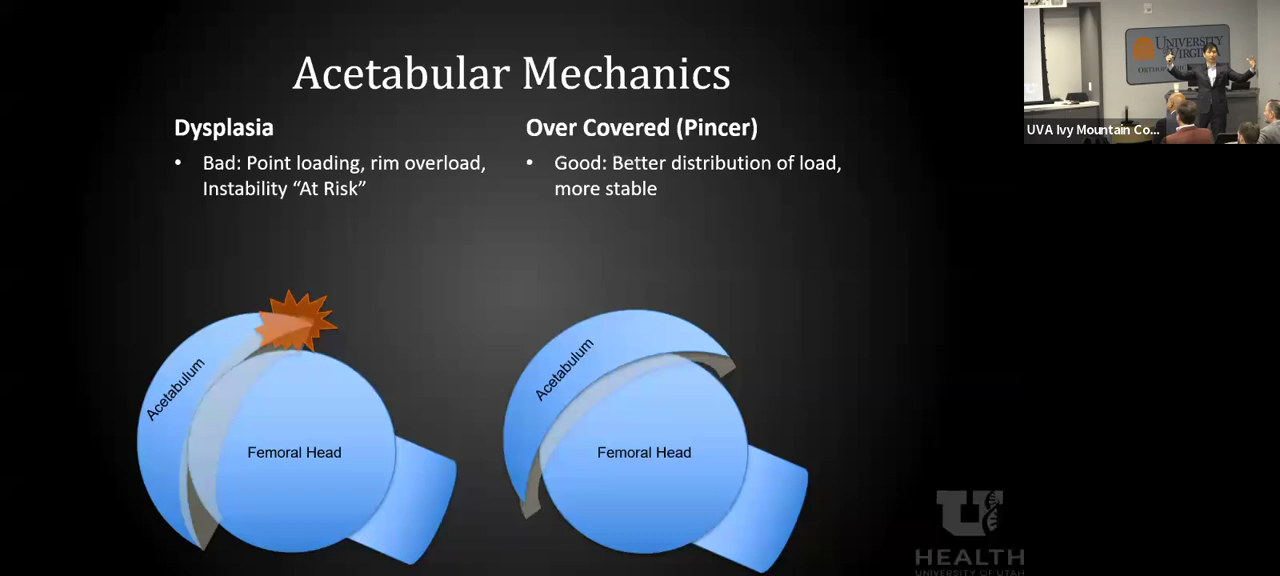 Acetabular Mechanics
Dysplasia
• Bad: Point loading, rim overload,
Instability “At Risk”
Over Covered (Pincer)
• Good: Better distribution of load,
more stable
Acetabulum
Femoral Head
Acetabulum
Femoral Head
U
HEALTH
UNIVERSITY OF UTAH
UNIVERSITY
of VIRGINIA
UVA Ivy Mountain Co...